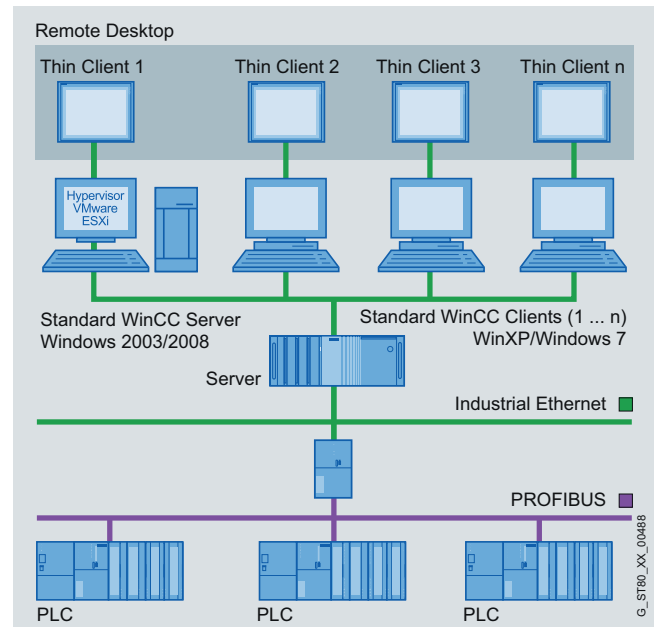 Remote Desktop
Thin Client 1
Thin Client 2
Thin Client 3
Thin Client n
Hypervisor
VMware
ESXi
Standard WinCC Server
Windows 2003/2008
Standard WinCC Clients (1 ... n)
WinXP/Windows 7
Server
Industrial Ethernet
PROFIBUS
PLC
PLC
PLC
G_ST80_XX_00488